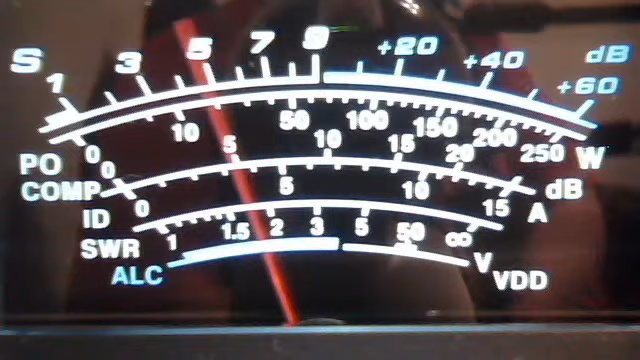 S 1 3 5 7 9 +20 +40 +60 dB
PO 0 10 50 100 150 200 250 W
COMP 0 5 10 15 20 dB
ID 0 5 10 15 A
SWR 1 1.5 2 3 5 ∞
ALC 50 V VDD